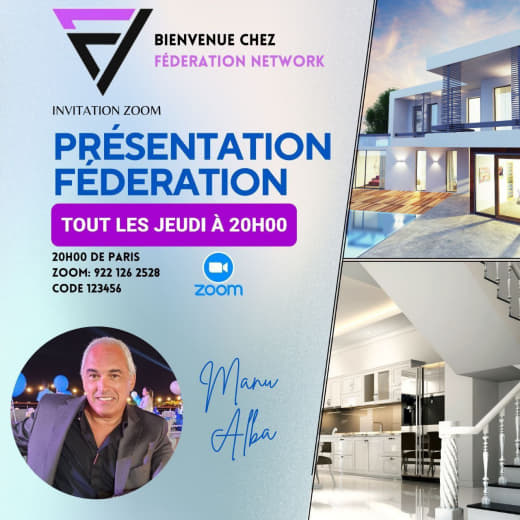 BIENVENUE CHEZ
FÉDERATION NETWORK
INVITATION ZOOM
PRÉSENTATION
FÉDERATION
TOUT LES JEUDI À 20H00
20H00 DE PARIS
ZOOM: 922 126 2528
CODE 123456
zoom
Manu
Alba